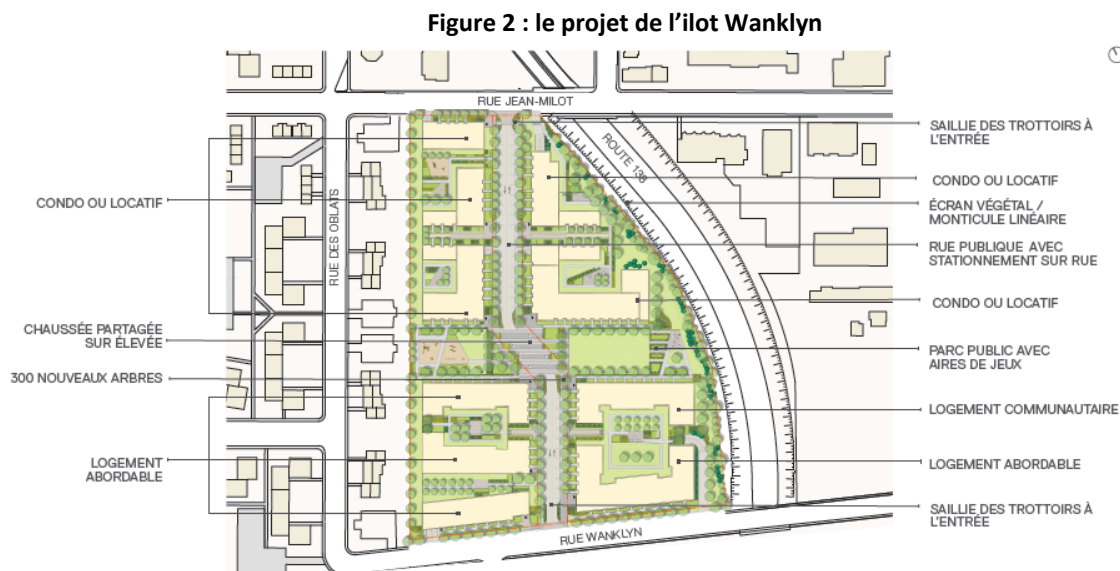 Figure 2 : le projet de l’ilot Wanklyn
RUE JEAN-MILOT
ROUTE 138
RUE DES OBLATS
RUE WANKLYN
CONDO OU LOCATIF
CHAUSSÉE PARTAGÉE
SUR ÉLEVÉE
300 NOUVEAUX ARBRES
LOGEMENT
ABORDABLE
SAILLIE DES TROTTOIRS À
L’ENTRÉE
CONDO OU LOCATIF
ÉCRAN VÉGÉTAL /
MONTICULE LINÉAIRE
RUE PUBLIQUE AVEC
STATIONNEMENT SUR RUE
CONDO OU LOCATIF
PARC PUBLIC AVEC
AIRES DE JEUX
LOGEMENT COMMUNAUTAIRE
LOGEMENT ABORDABLE
SAILLIE DES TROTTOIRS À
L’ENTRÉE